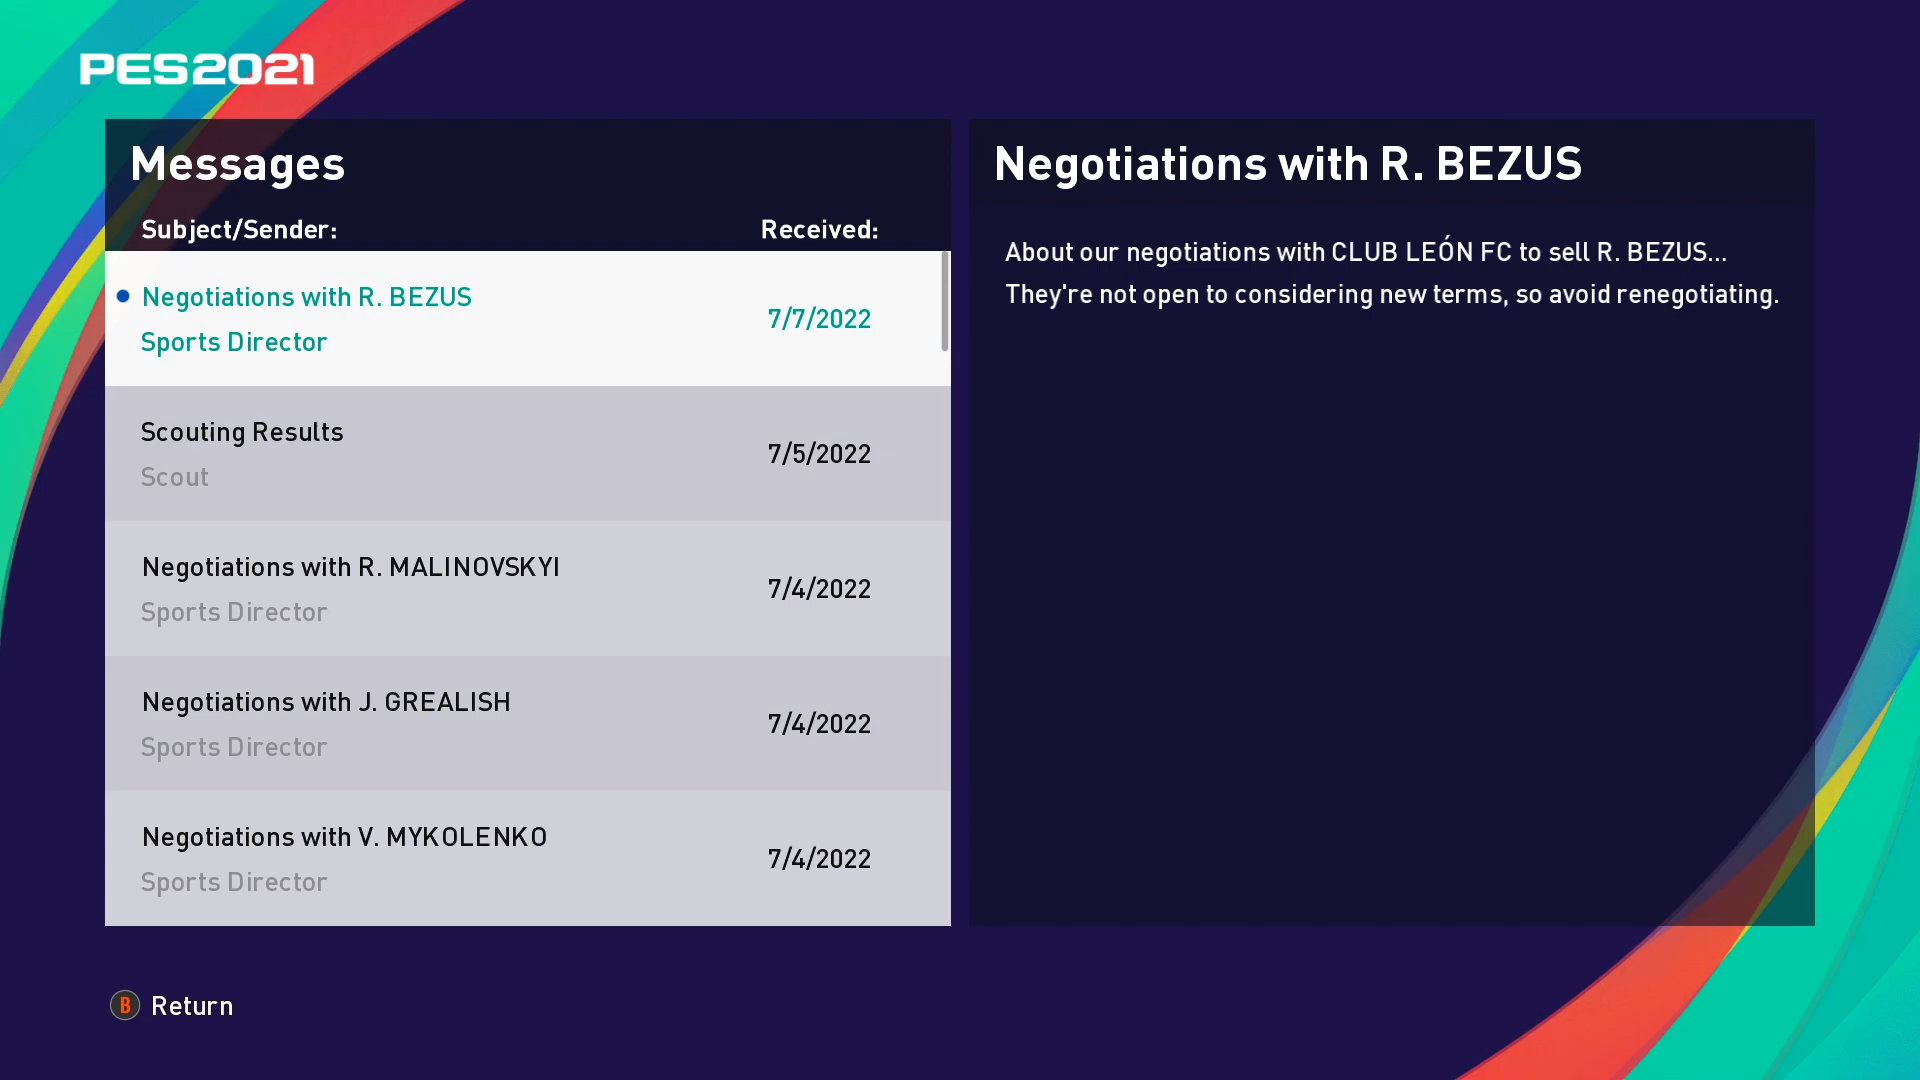 PES2021
Messages
Subject/Sender: Received:
Negotiations with R. BEZUS
Sports Director
7/7/2022
Scouting Results
Scout
7/5/2022
Negotiations with R. MALINOVSKYI
Sports Director
7/4/2022
Negotiations with J. GREALISH
Sports Director
7/4/2022
Negotiations with V. MYKOLENKO
Sports Director
7/4/2022
Negotiations with R. BEZUS
About our negotiations with CLUB LEÓN FC to sell R. BEZUS...
They're not open to considering new terms, so avoid renegotiating.
B Return